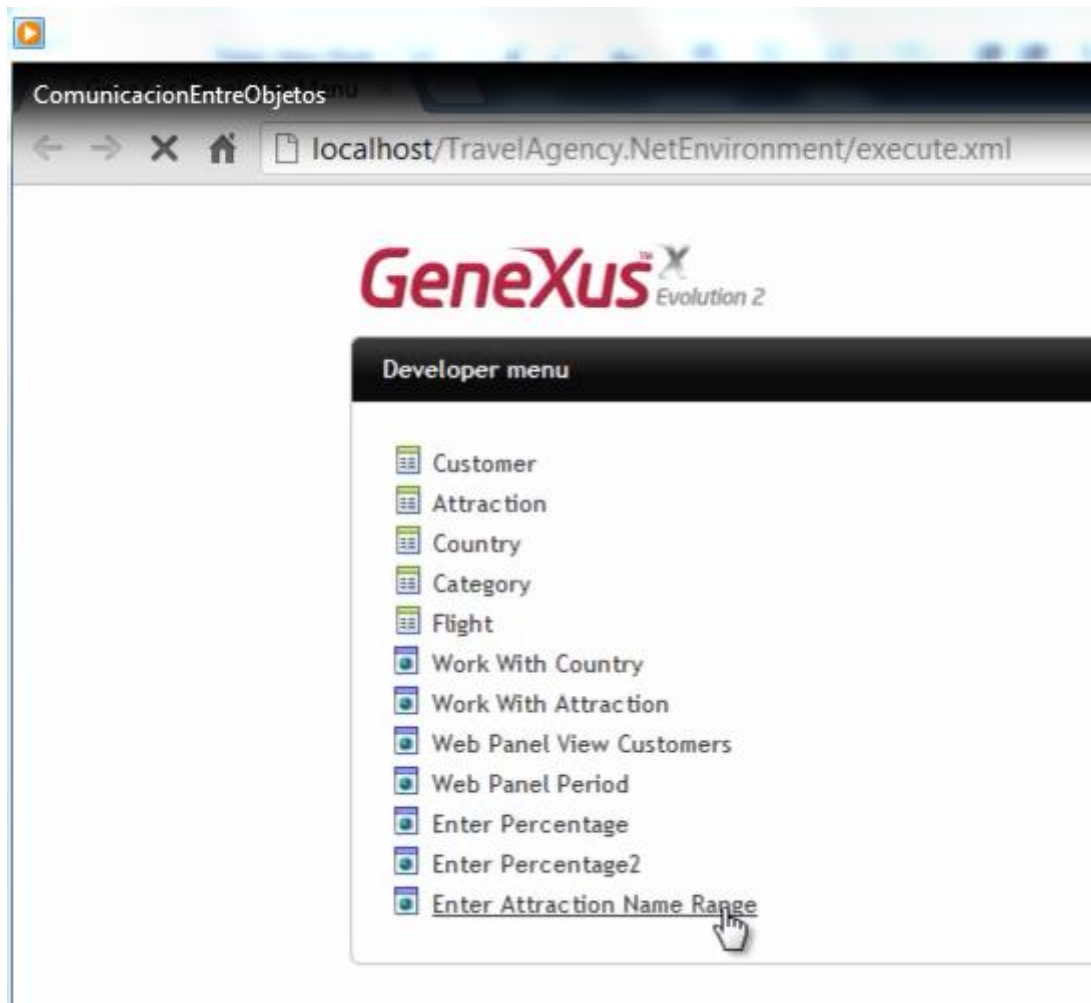 ComunicacionEntreObjetos
localhost/TravelAgency.NetEnvironment/execute.xml
GeneXus™ X
Evolution 2
Developer menu
Customer
Attraction
Country
Category
Flight
Work With Country
Work With Attraction
Web Panel View Customers
Web Panel Period
Enter Percentage
Enter Percentage2
Enter Attraction Name Range